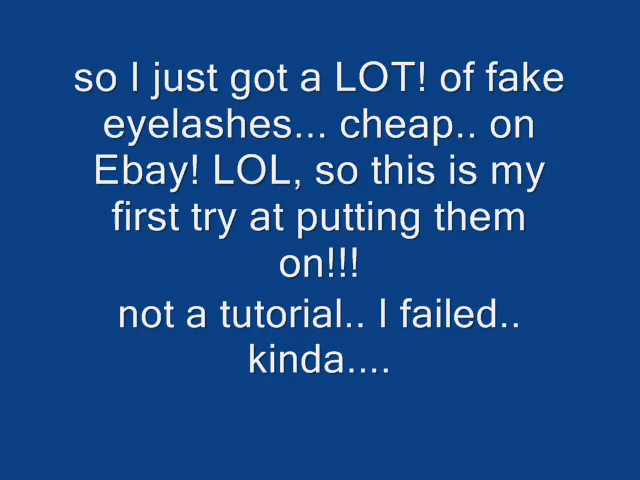 so I just got a LOT! of fake
eyelashes... cheap.. on
Ebay! LOL, so this is my
first try at putting them
on!!!
not a tutorial.. I failed..
kinda....